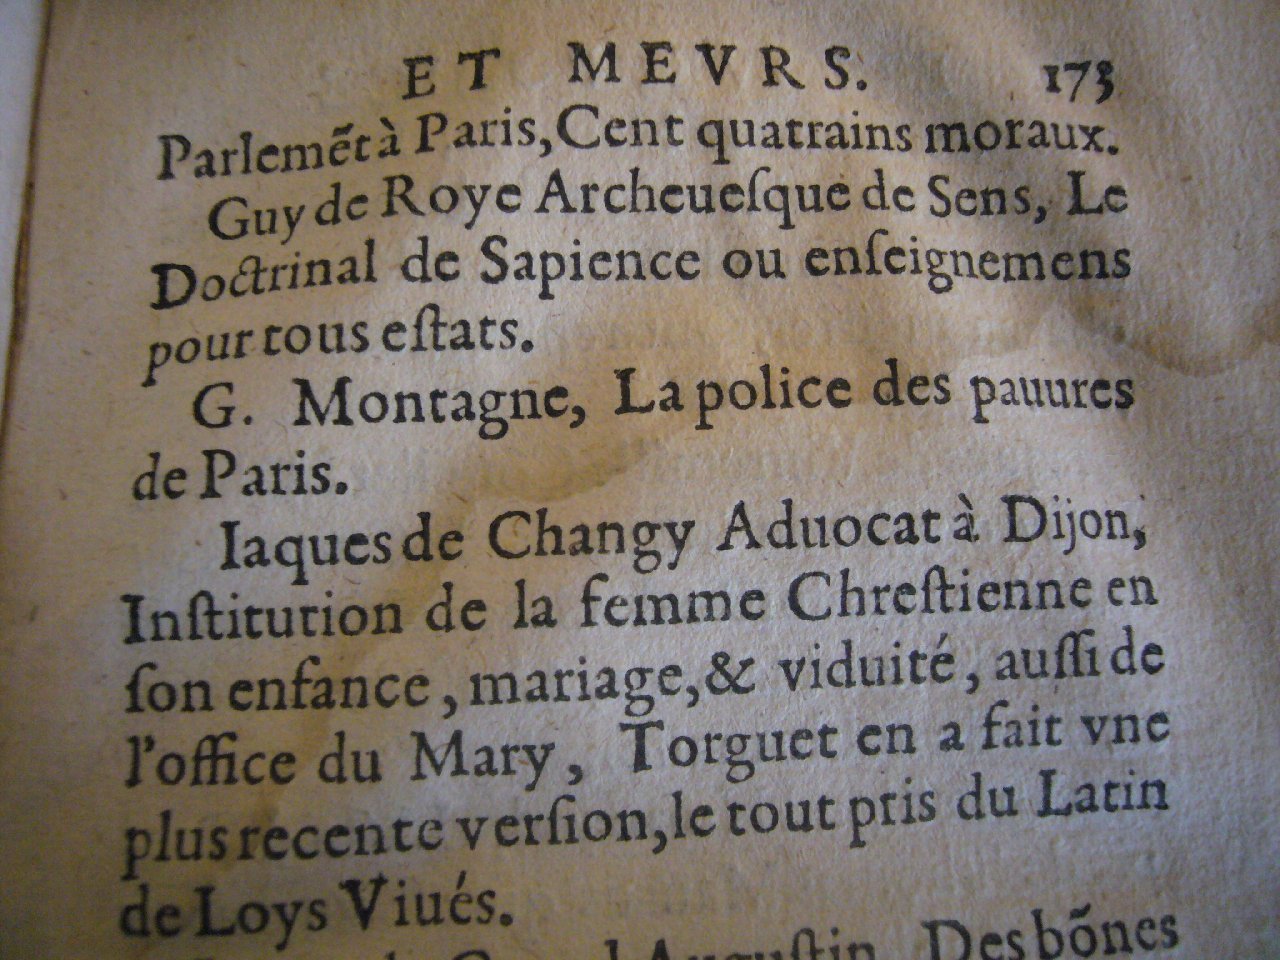 ET MEVRS. 173
Parlemẽt à Paris, Cent quatrains moraux.
Guy de Roye Archeueſque de Sens, Le
Doctrinal de Sapience ou enſeignemens
pour tous eſtats.
G. Montagne, La police des pauures
de Paris.
Iaques de Changy Aduocat à Dijon,
Inſtitution de la femme Chreſtienne en
ſon enfance, mariage, & viduité, auſſi de
l'office du Mary, Torguet en a fait vne
plus recente verſion, le tout pris du Latin
de Loys Viués.
Auguſtin, Des bõnes